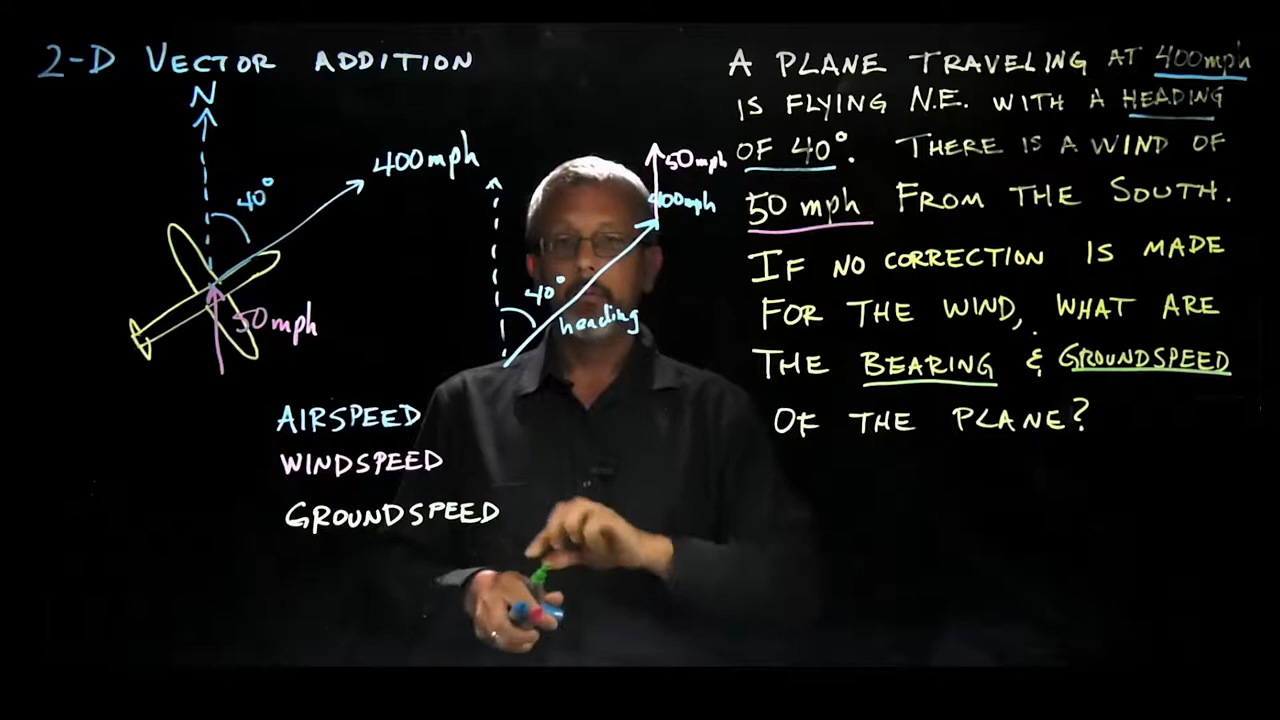 2-D VECTOR ADDITION
N
40°
400mph
50mph
50mph
400mph
40°
heading
AIRSPEED
WINDSPEED
GROUNDSPEED
A PLANE TRAVELING AT 400mph
IS FLYING N.E. WITH A HEADING
OF 40°. THERE IS A WIND OF
50 mph FROM THE SOUTH.
IF NO CORRECTION IS MADE
FOR THE WIND, WHAT ARE
THE BEARING & GROUNDSPEED
OF THE PLANE?